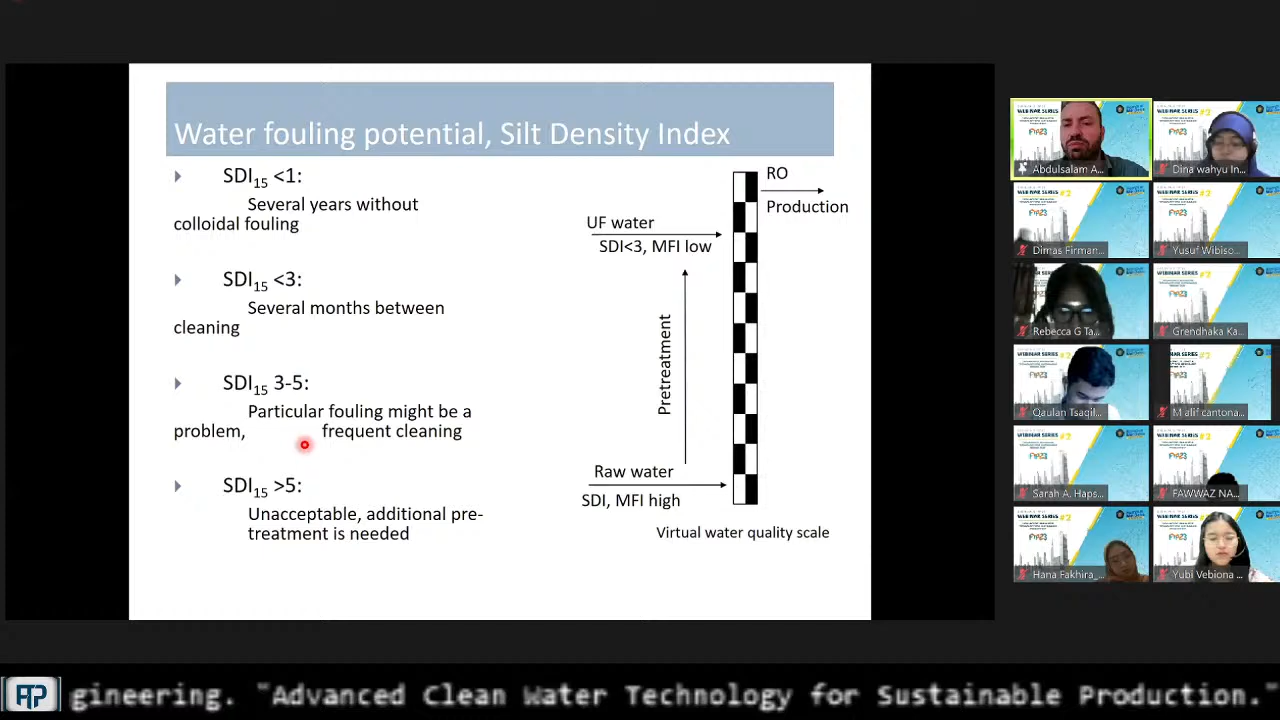 Water fouling potential, Silt Density Index
SDI15 <1:
Several years without
colloidal fouling
SDI15 <3:
Several months between
cleaning
SDI15 3-5:
Particular fouling might be a
problem, frequent cleaning
SDI15 >5:
Unacceptable, additional pre-
treatment is needed
RO
Production
UF water
SDI<3, MFI low
Pretreatment
Raw water
SDI, MFI high
Virtual water quality scale
WEBINAR SERIES #2
Abdulsalam A...
Dina wahyu In...
Dimas Firman...
Yusuf Wibiso...
Rebecca G Ta...
Grendhaka Ka...
Qaulan Tsaqil...
M alif cantona...
Sarah A. Haps...
FAWWAZ NA...
Hana Fakhira_...
Yubi Vebiona ...
gineering. "Advanced Clean Water Technology for Sustainable Production."